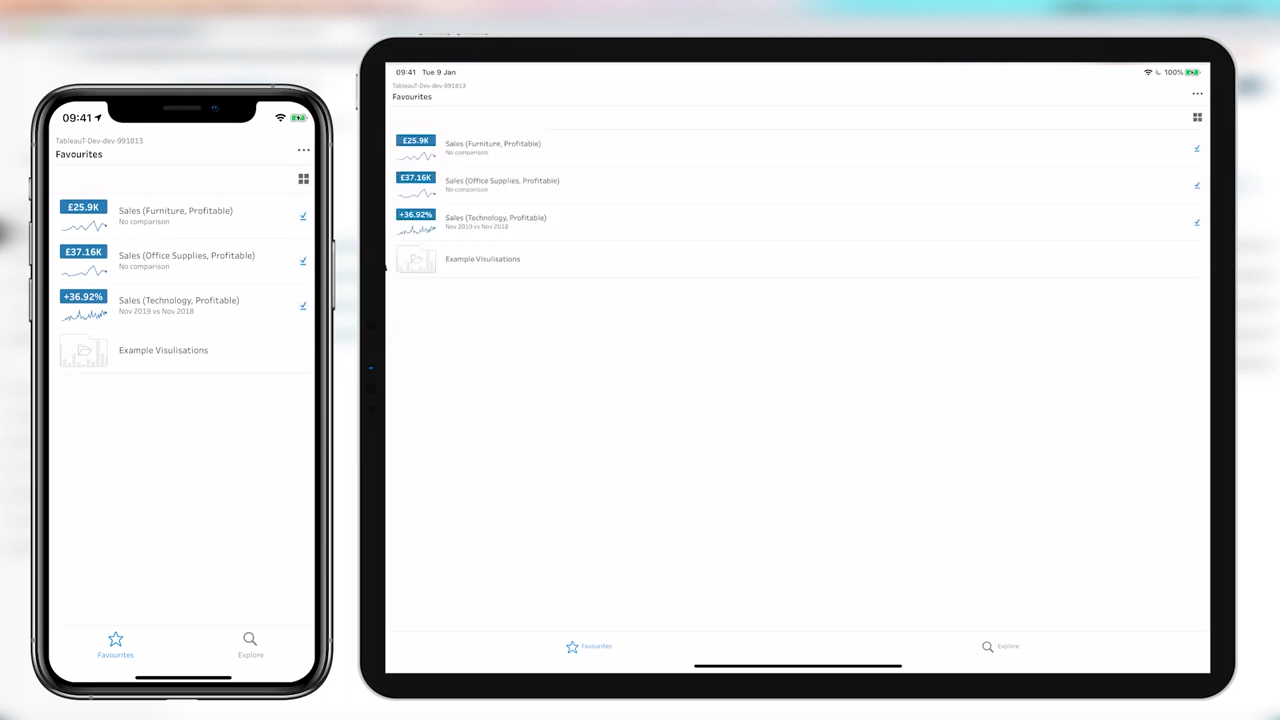 09:41
TableauT-Dev-dev-991813
Favourites
£25.9K
Sales (Furniture, Profitable)
No comparison
£37.16K
Sales (Office Supplies, Profitable)
No comparison
+36.92%
Sales (Technology, Profitable)
Nov 2019 vs Nov 2018
Example Visulisations
Favourites
Explore
09:41 Tue 9 Jan
100%
TableauT-Dev-dev-991813
Favourites
£25.9K
Sales (Furniture, Profitable)
No comparison
£37.16K
Sales (Office Supplies, Profitable)
No comparison
+36.92%
Sales (Technology, Profitable)
Nov 2019 vs Nov 2018
Example Visulisations
Favourites
Explore